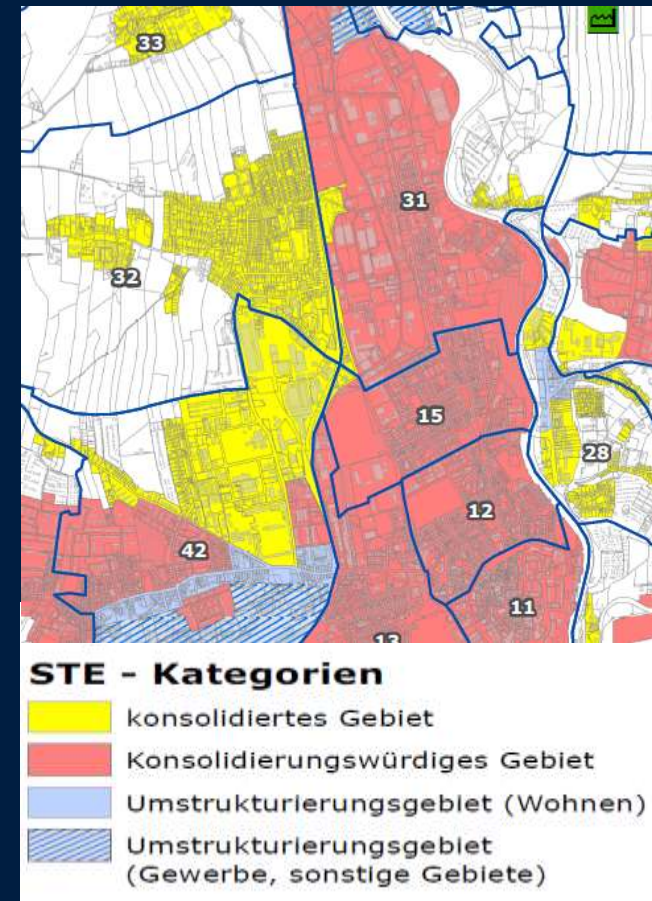 33
31
32
15
28
12
42
11
13
STE - Kategorien
konsolidiertes Gebiet
Konsolidierungswürdiges Gebiet
Umstrukturierungsgebiet (Wohnen)
Umstrukturierungsgebiet
(Gewerbe, sonstige Gebiete)